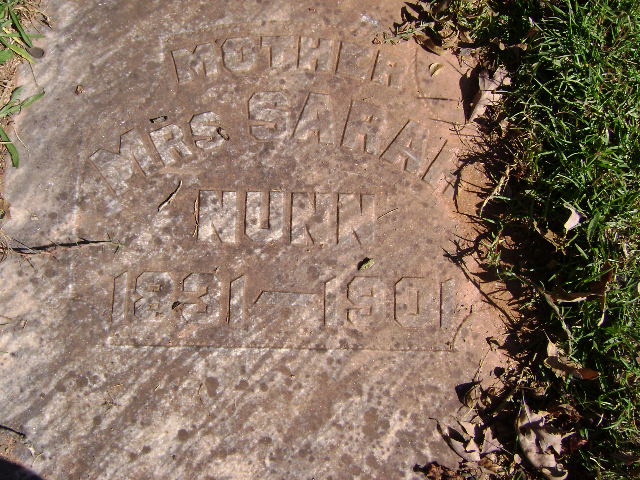 MOTHER
MRS SARAH
NUNN
1831 — 1901